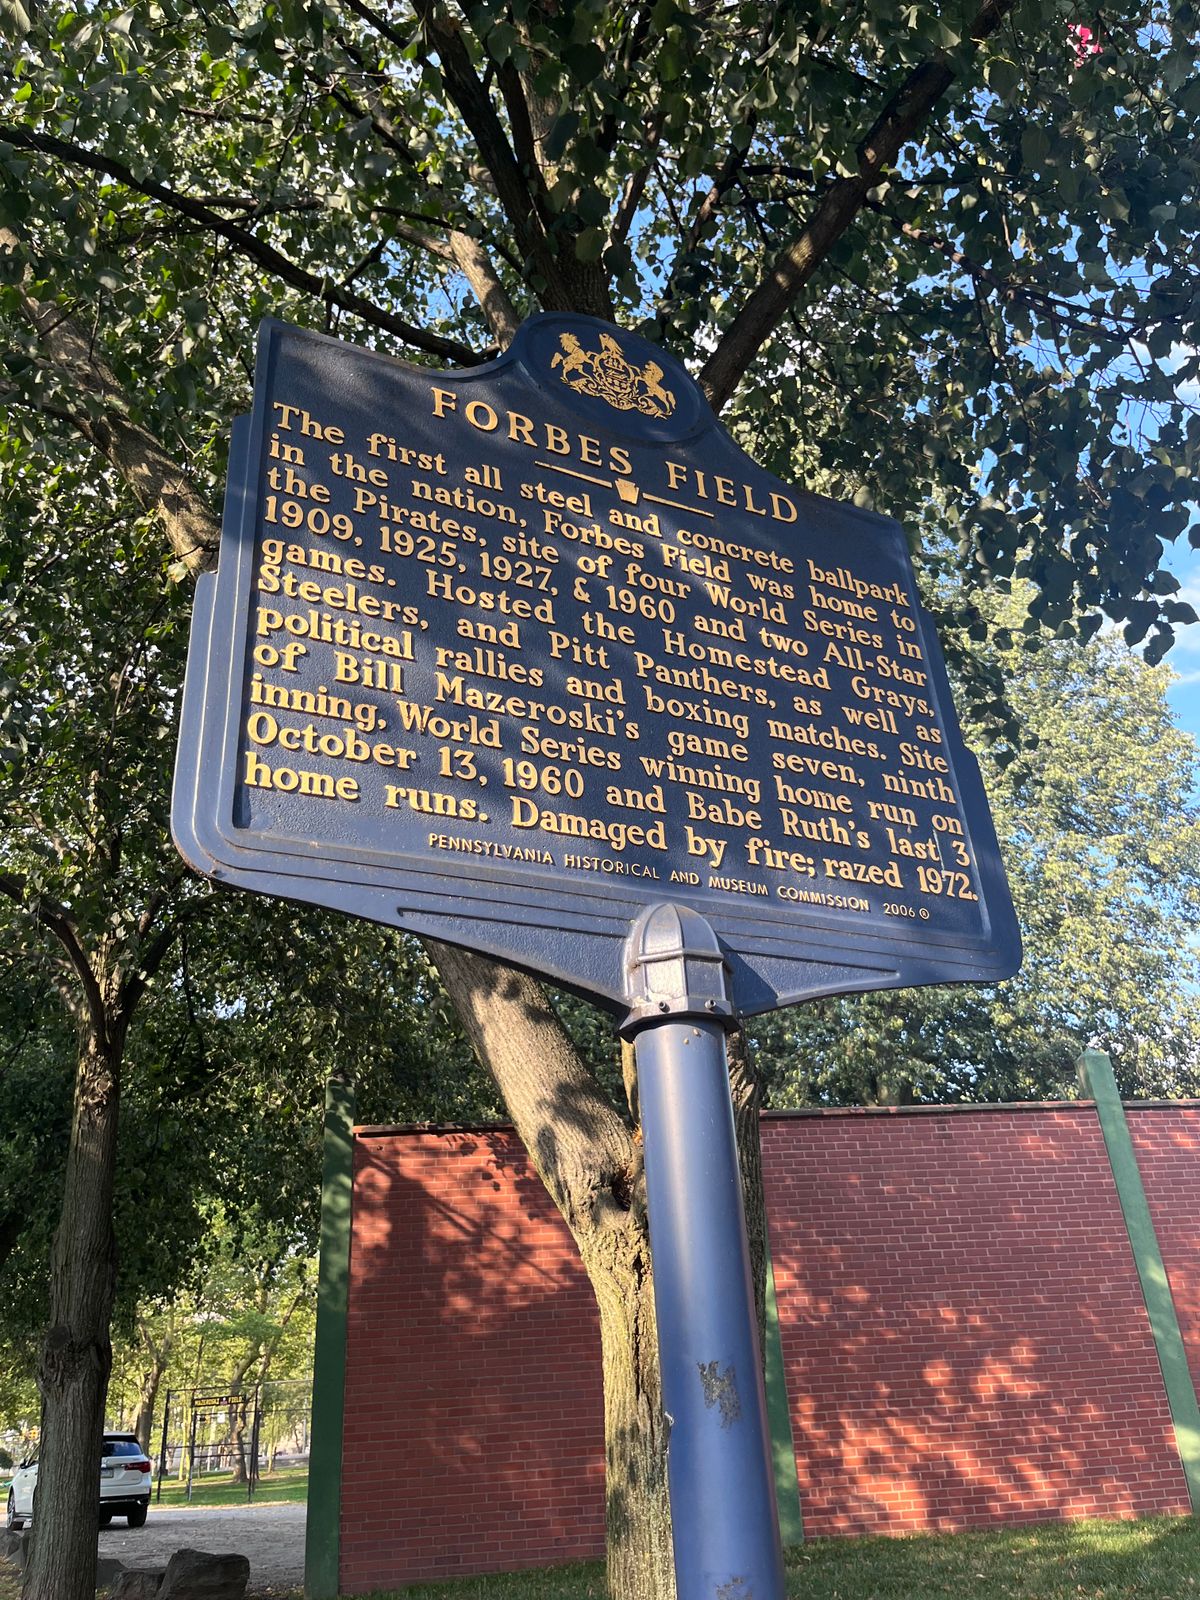 FORBES FIELD
The first all steel and concrete ballpark
in the nation, Forbes Field was home to
the Pirates, site of four World Series in
1909, 1925, 1927, & 1960 and two All-Star
games. Hosted the Homestead Grays,
Steelers, and Pitt Panthers, as well as
political rallies and boxing matches. Site
of Bill Mazeroski's game seven, ninth
inning, World Series winning home run on
October 13, 1960 and Babe Ruth's last 3
home runs. Damaged by fire; razed 1972.
PENNSYLVANIA HISTORICAL AND MUSEUM COMMISSION 2006 ®
MAZEROSKI FIELD